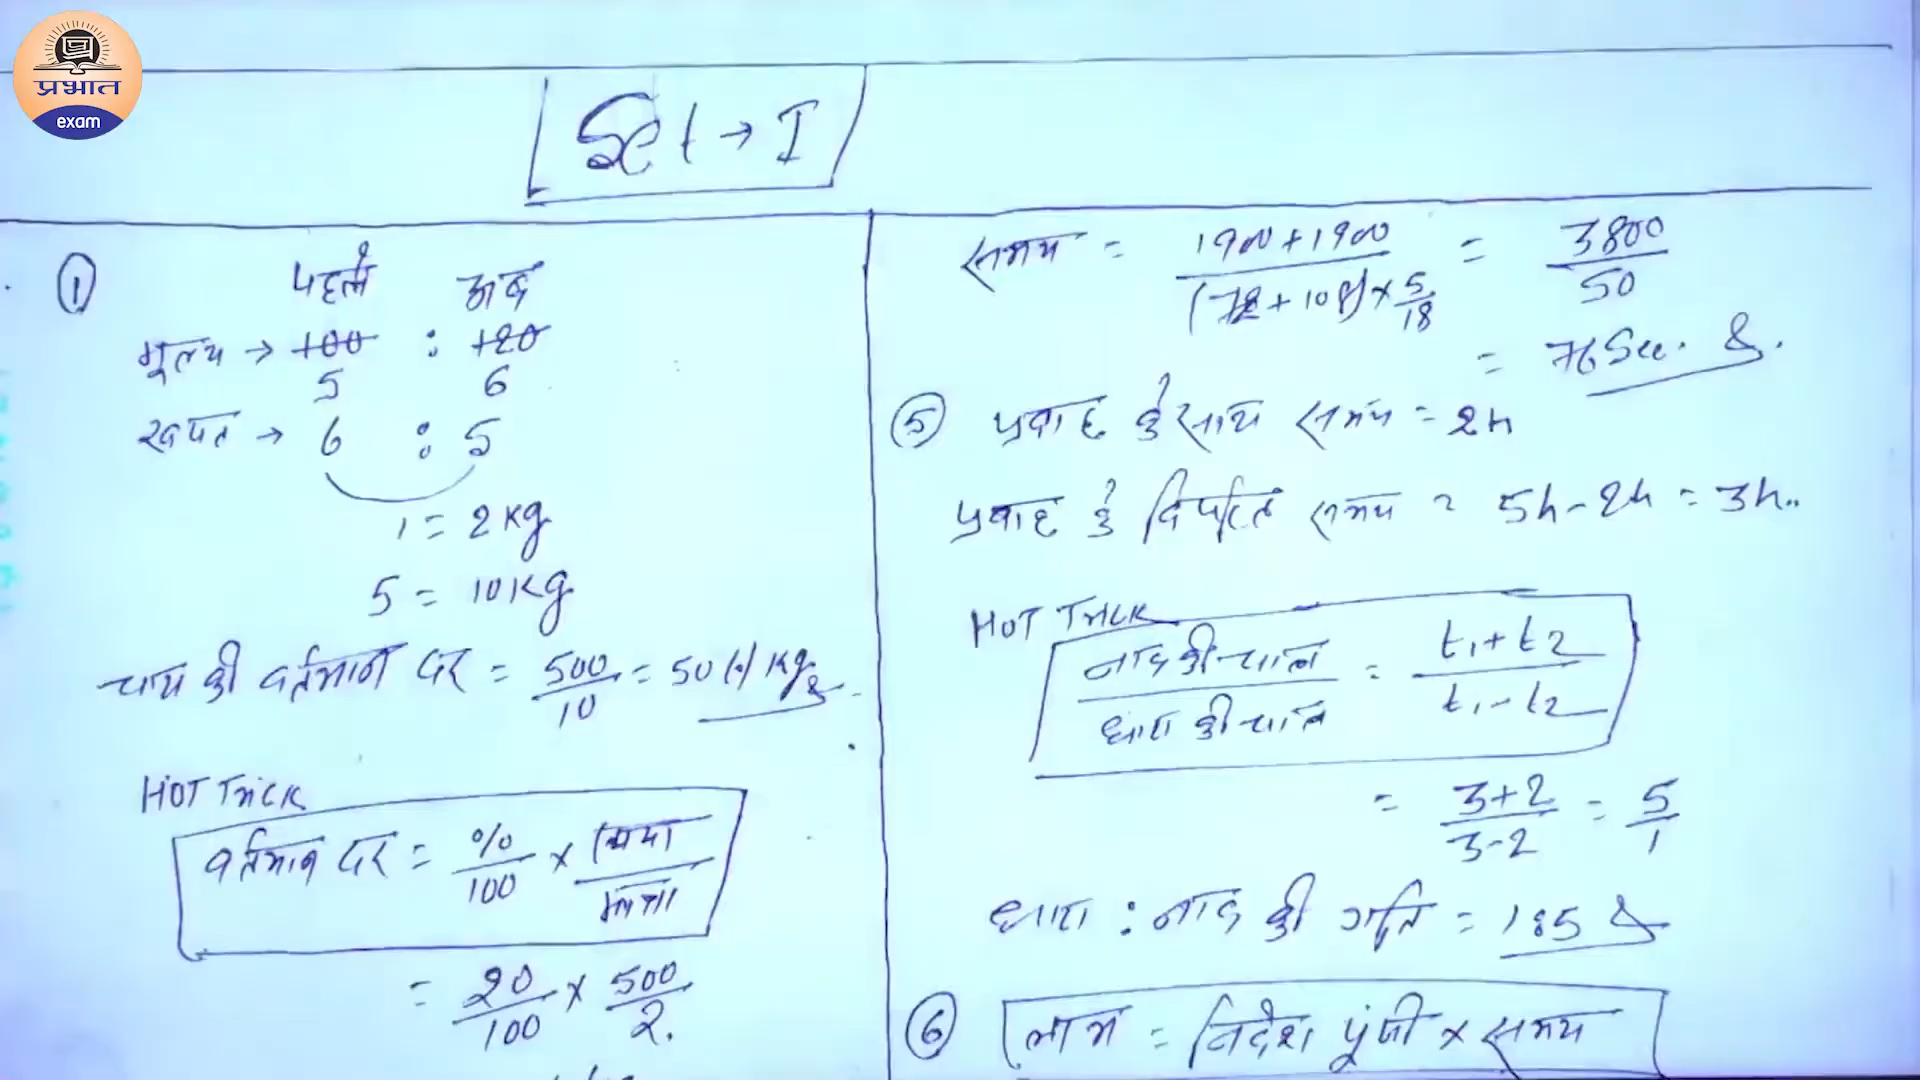 प्रभात
exam
Set → I
①
पहले अब
मूल्य → 100 : 120
5 6
खपत → 6 : 5
1 = 2 kg
5 = 10 kg
चाय की वर्तमान दर = 500/10 = 50 (₹) kg
HOT Trick
वर्तमान दर = %/100 × रुपया/मात्रा
= 20/100 × 500/2
समय = 1900 + 1900/(72 + 108) × 5/18 = 3800/50
= 76 Sec.
⑤ प्रवाह के साथ समय = 2h
प्रवाह के विपरीत समय = 5h - 2h = 3h
HOT Trick
नाव की चाल/धारा की चाल = t₁ + t₂/t₁ - t₂
= 3+2/3-2 = 5/1
धारा : नाव की गति = 1:5
⑥ लाभ = निवेश पूंजी × समय